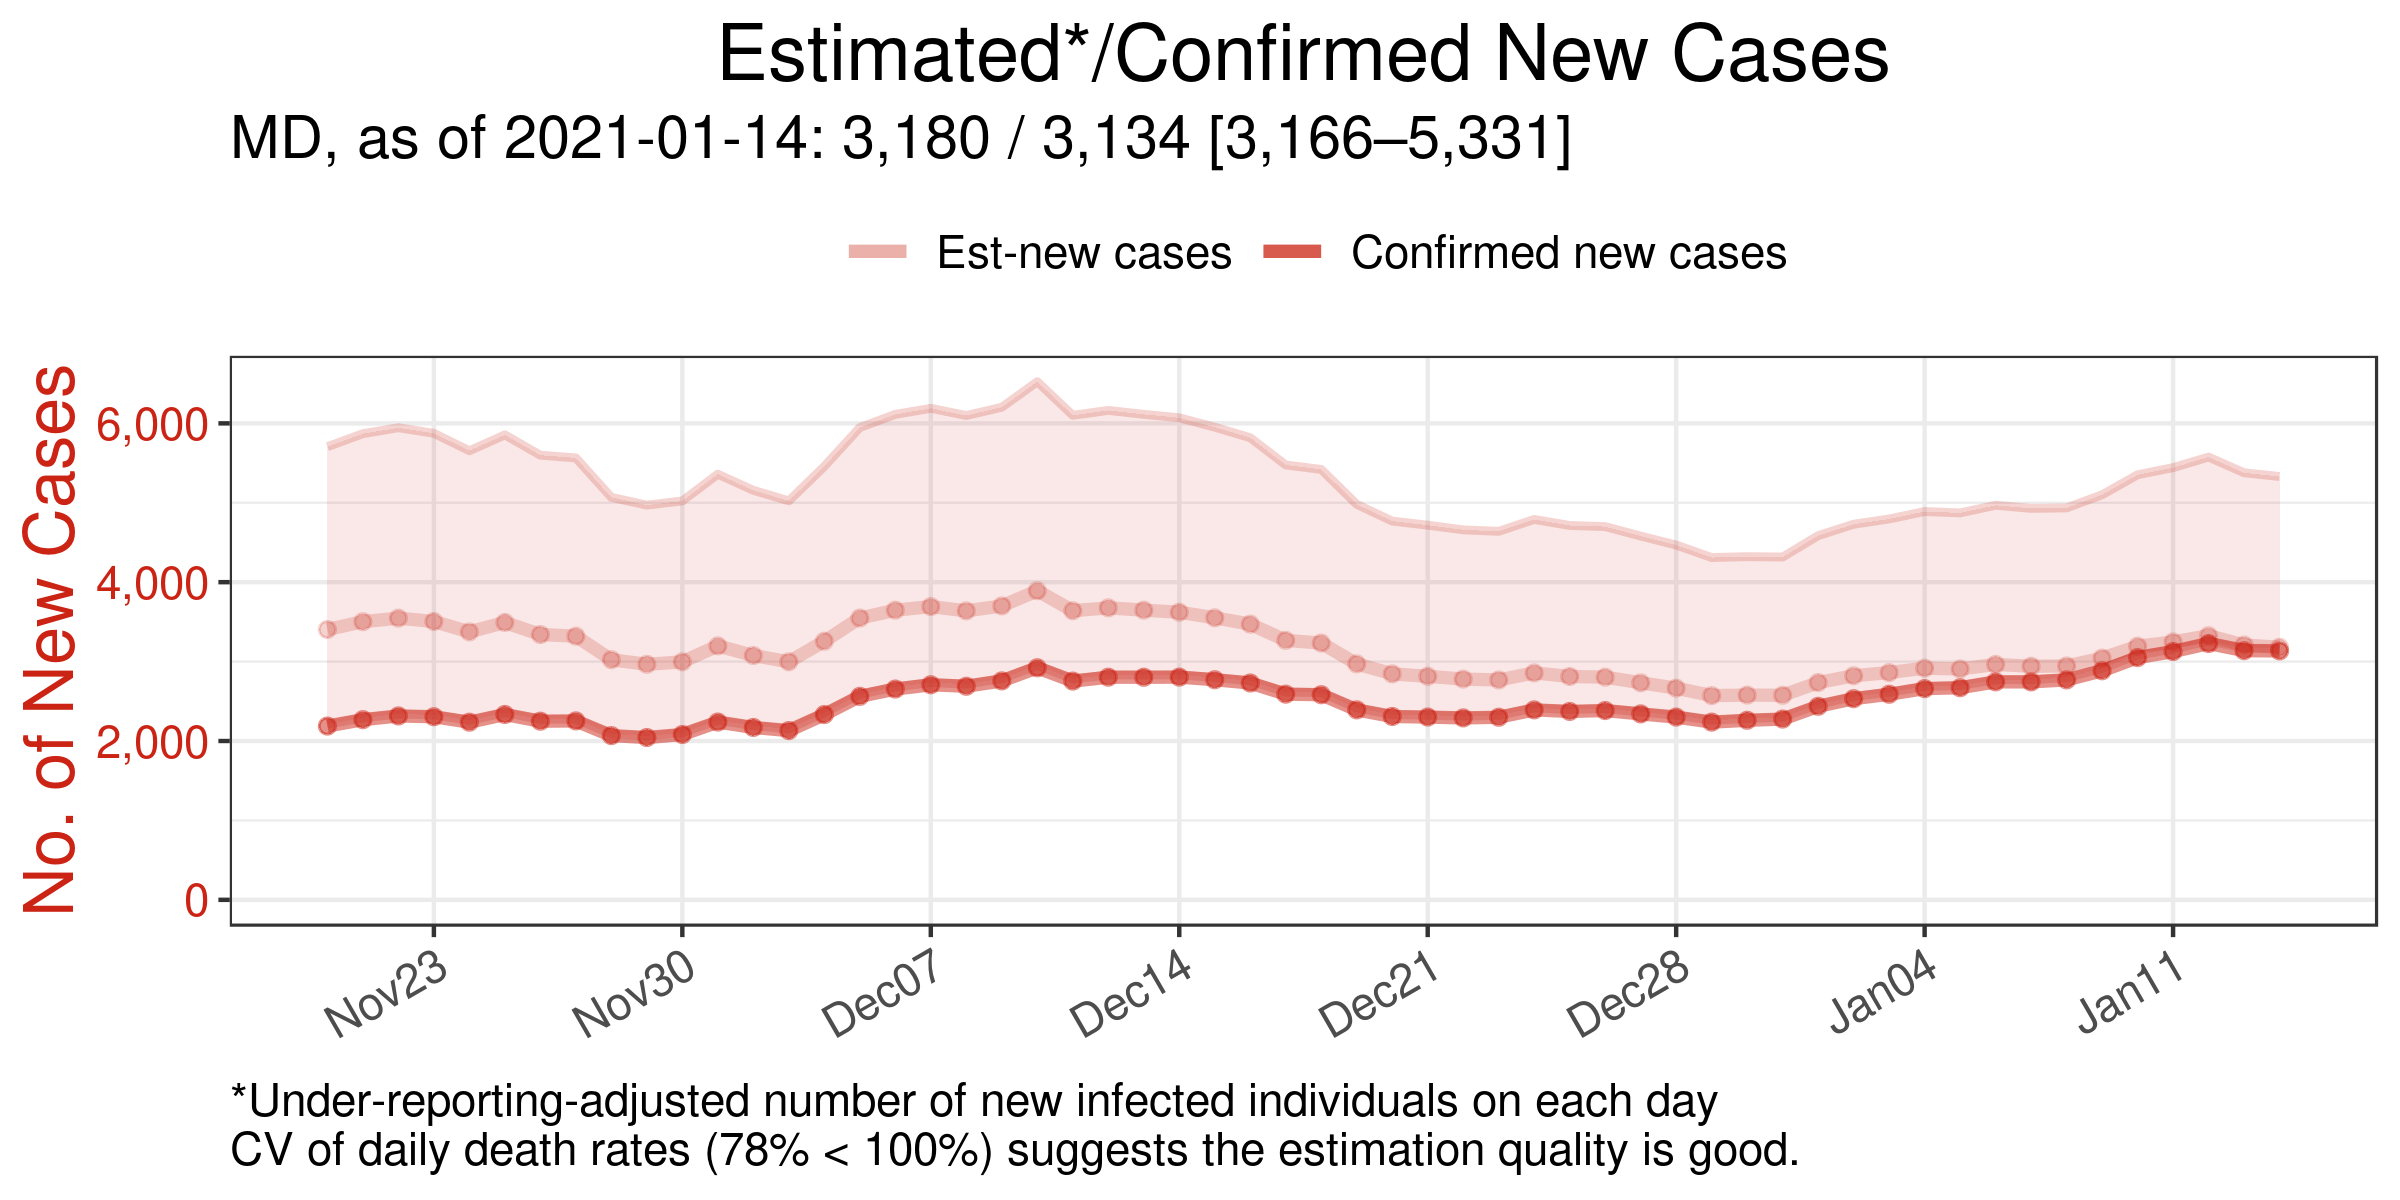 Estimated*/Confirmed New Cases
MD, as of 2021-01-14: 3,180 / 3,134 [3,166–5,331]
Est-new cases
Confirmed new cases
No. of New Cases
6,000
4,000
2,000
0
Nov23
Nov30
Dec07
Dec14
Dec21
Dec28
Jan04
Jan11
*Under-reporting-adjusted number of new infected individuals on each day
CV of daily death rates (78% < 100%) suggests the estimation quality is good.